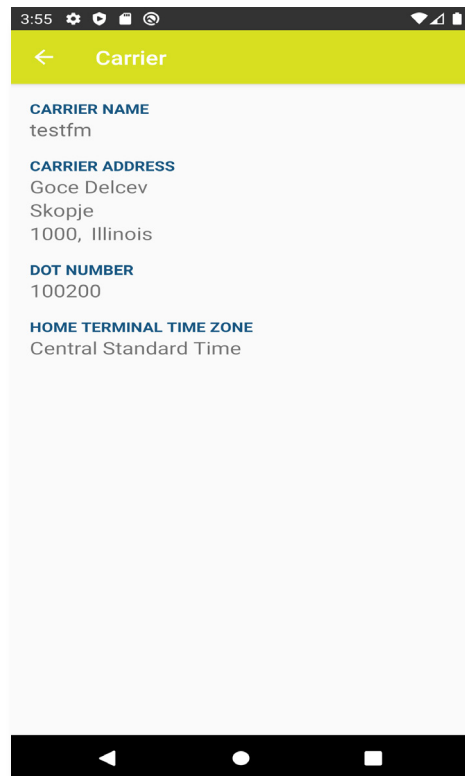 3:55
Carrier
CARRIER NAME
testfm
CARRIER ADDRESS
Goce Delcev
Skopje
1000, Illinois
DOT NUMBER
100200
HOME TERMINAL TIME ZONE
Central Standard Time